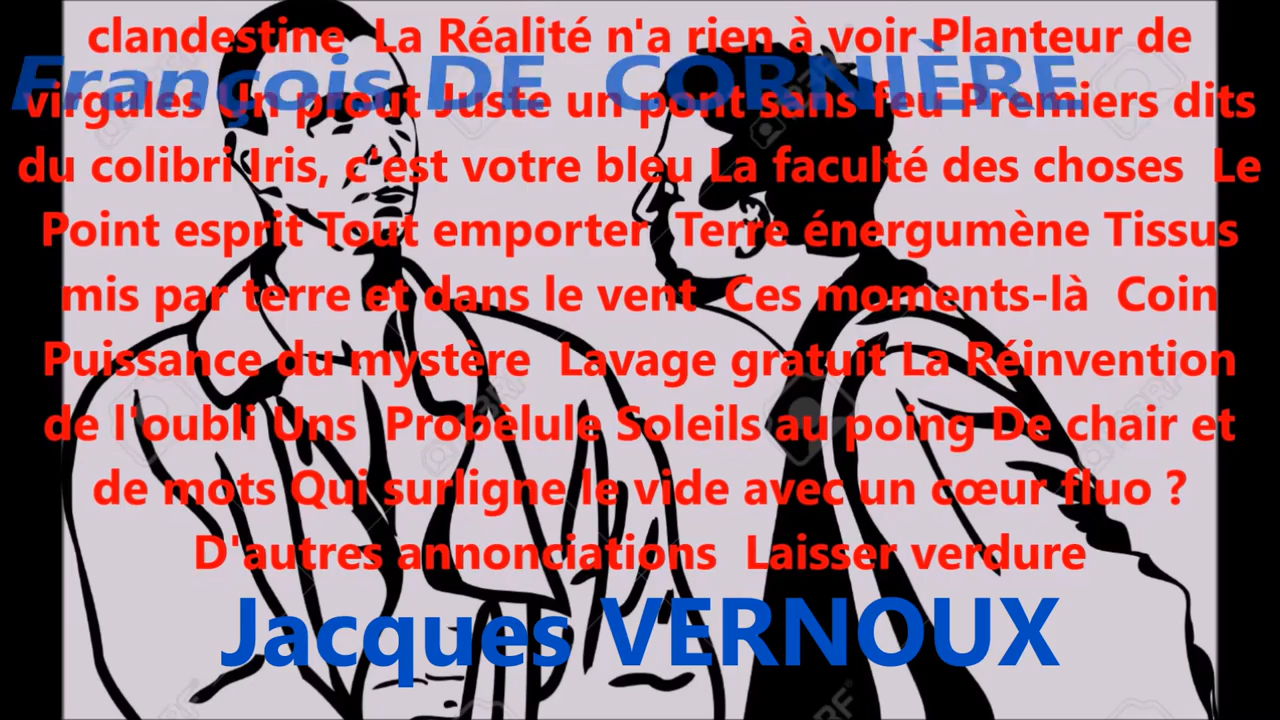 clandestine La Réalité n'a rien à voir Planteur de
François DE CORNIÈRE
virgules Un prout Juste un pont sans feu Premiers dits
du colibri Iris, c'est votre bleu La faculté des choses Le
Point esprit Tout emporter Terre énergumène Tissus
mis par terre et dans le vent Ces moments-là Coin
Puissance du mystère Lavage gratuit La Réinvention
de l'oubli Uns Probèlule Soleils au poing De chair et
de mots Qui surligne le vide avec un cœur fluo ?
D'autres annonciations Laisser verdure
Jacques VERNOUX